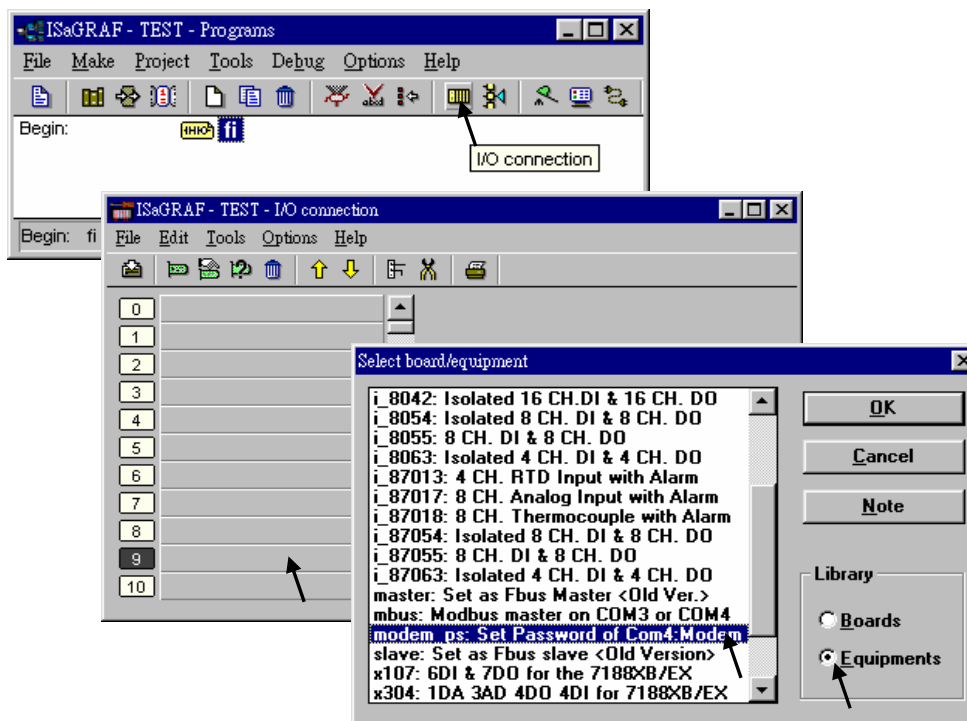 ISaGRAF - TEST - Programs
File Make Project Tools Debug Options Help
Begin: fi
I/O connection
Begin: fi
ISaGRAF - TEST - I/O connection
File Edit Tools Options Help
0
1
2
3
4
5
6
7
8
9
10
Select board/equipment
i_8042: Isolated 16 CH.DI & 16 CH. DO
i_8054: Isolated 8 CH. DI & 8 CH. DO
i_8055: 8 CH. DI & 8 CH. DO
i_8063: Isolated 4 CH. DI & 4 CH. DO
i_87013: 4 CH. RTD Input with Alarm
i_87017: 8 CH. Analog Input with Alarm
i_87018: 8 CH. Thermocouple with Alarm
i_87054: Isolated 8 CH. DI & 8 CH. DO
i_87055: 8 CH. DI & 8 CH. DO
i_87063: Isolated 4 CH. DI & 4 CH. DO
master: Set as Fbus Master <Old Ver.>
mbus: Modbus master on COM3 or COM4
modem_ps: Set Password of Com4:Modem
slave: Set as Fbus slave <Old Version>
x107: 6DI & 7DO for the 7188XB/EX
x304: 1DA 3AD 4DO 4DI for 7188XB/EX
OK
Cancel
Note
Library
Boards
Equipments